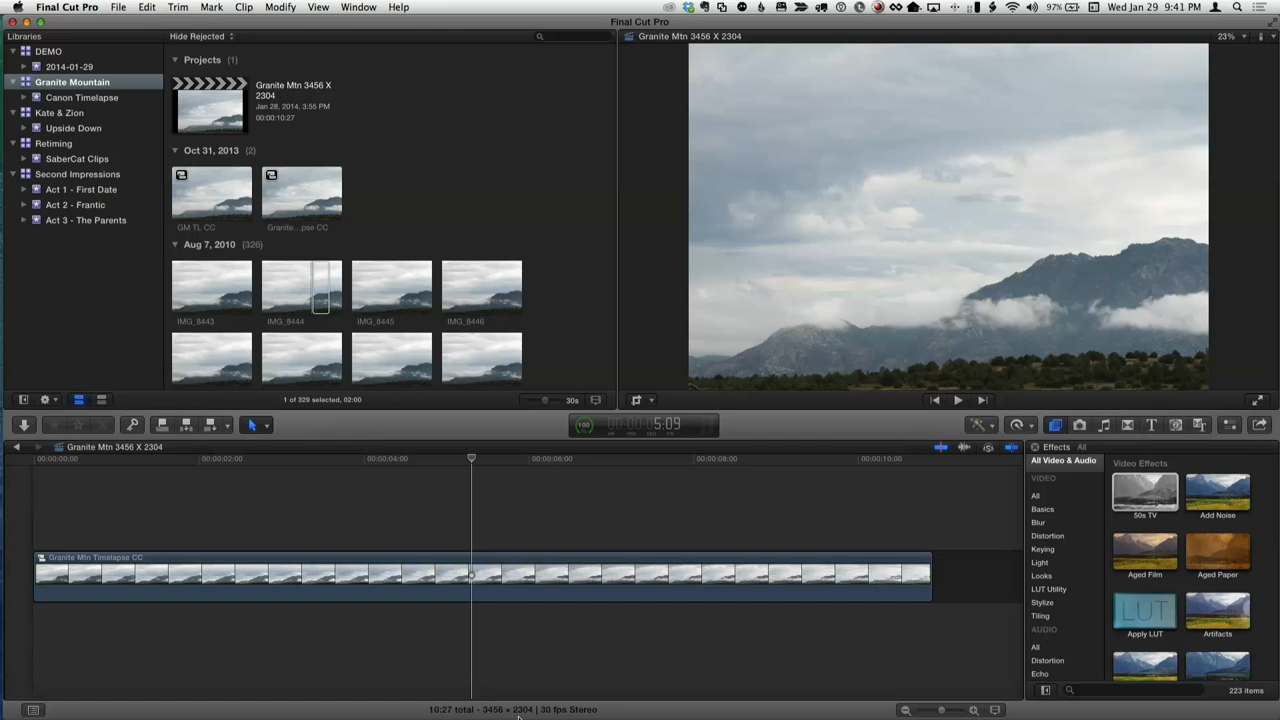 Final Cut Pro File Edit Trim Mark Clip Modify View Window Help 97% Wed Jan 29 9:41 PM
Final Cut Pro
Libraries Hide Rejected Granite Mtn 3456 X 2304 23%
DEMO
2014-01-29
Granite Mountain
Canon Timelapse
Kate & Zion
Upside Down
Retiming
SaberCat Clips
Second Impressions
Act 1 - First Date
Act 2 - Frantic
Act 3 - The Parents
Projects (1)
Granite Mtn 3456 X
2304
Jan 28, 2014, 3:55 PM
00:00:10:27
Oct 31, 2013 (2)
GM TL CC Granite...pse CC
Aug 7, 2010 (326)
IMG_8443 IMG_8444 IMG_8445 IMG_8446
1 of 329 selected, 02:00 30s
100 00:00:05:09
HR MIN SEC FR
Granite Mtn 3456 X 2304
00:00:00:00 00:00:02:00 00:00:04:00 00:00:06:00 00:00:08:00 00:00:10:00
Granite Mtn Timelapse CC
Effects All
All Video & Audio
VIDEO
All
Basics
Blur
Distortion
Keying
Light
Looks
LUT Utility
Stylize
Tiling
AUDIO
All
Distortion
Echo
Video Effects
50s TV Add Noise
Aged Film Aged Paper
LUT
Apply LUT Artifacts
223 items
10:27 total - 3456 × 2304 | 30 fps Stereo